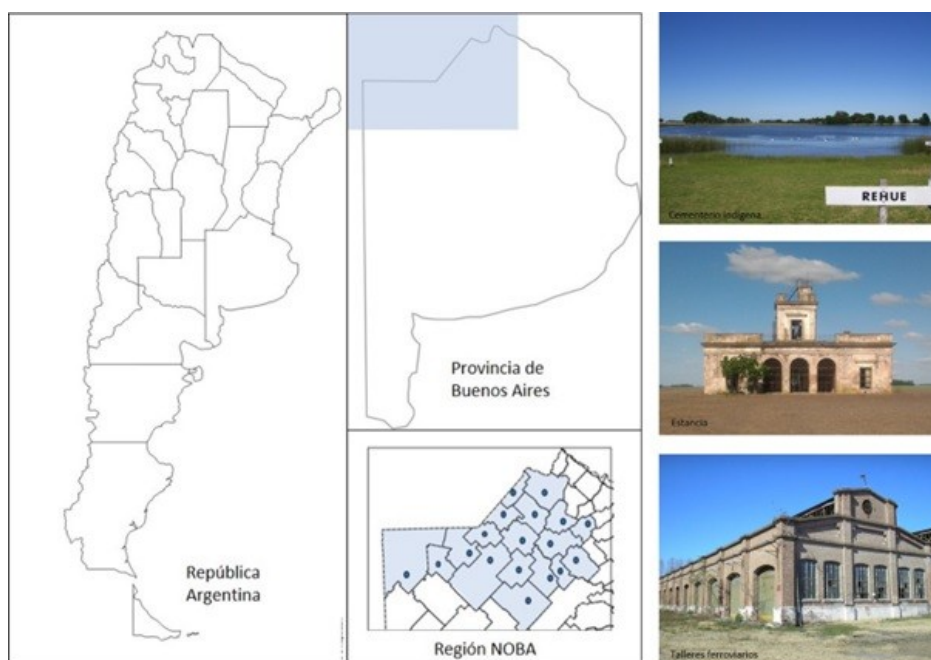 República
Argentina
Provincia de
Buenos Aires
Región NOBA
REHUE
Cementerio indígena
Estancia
Talleres ferroviarios